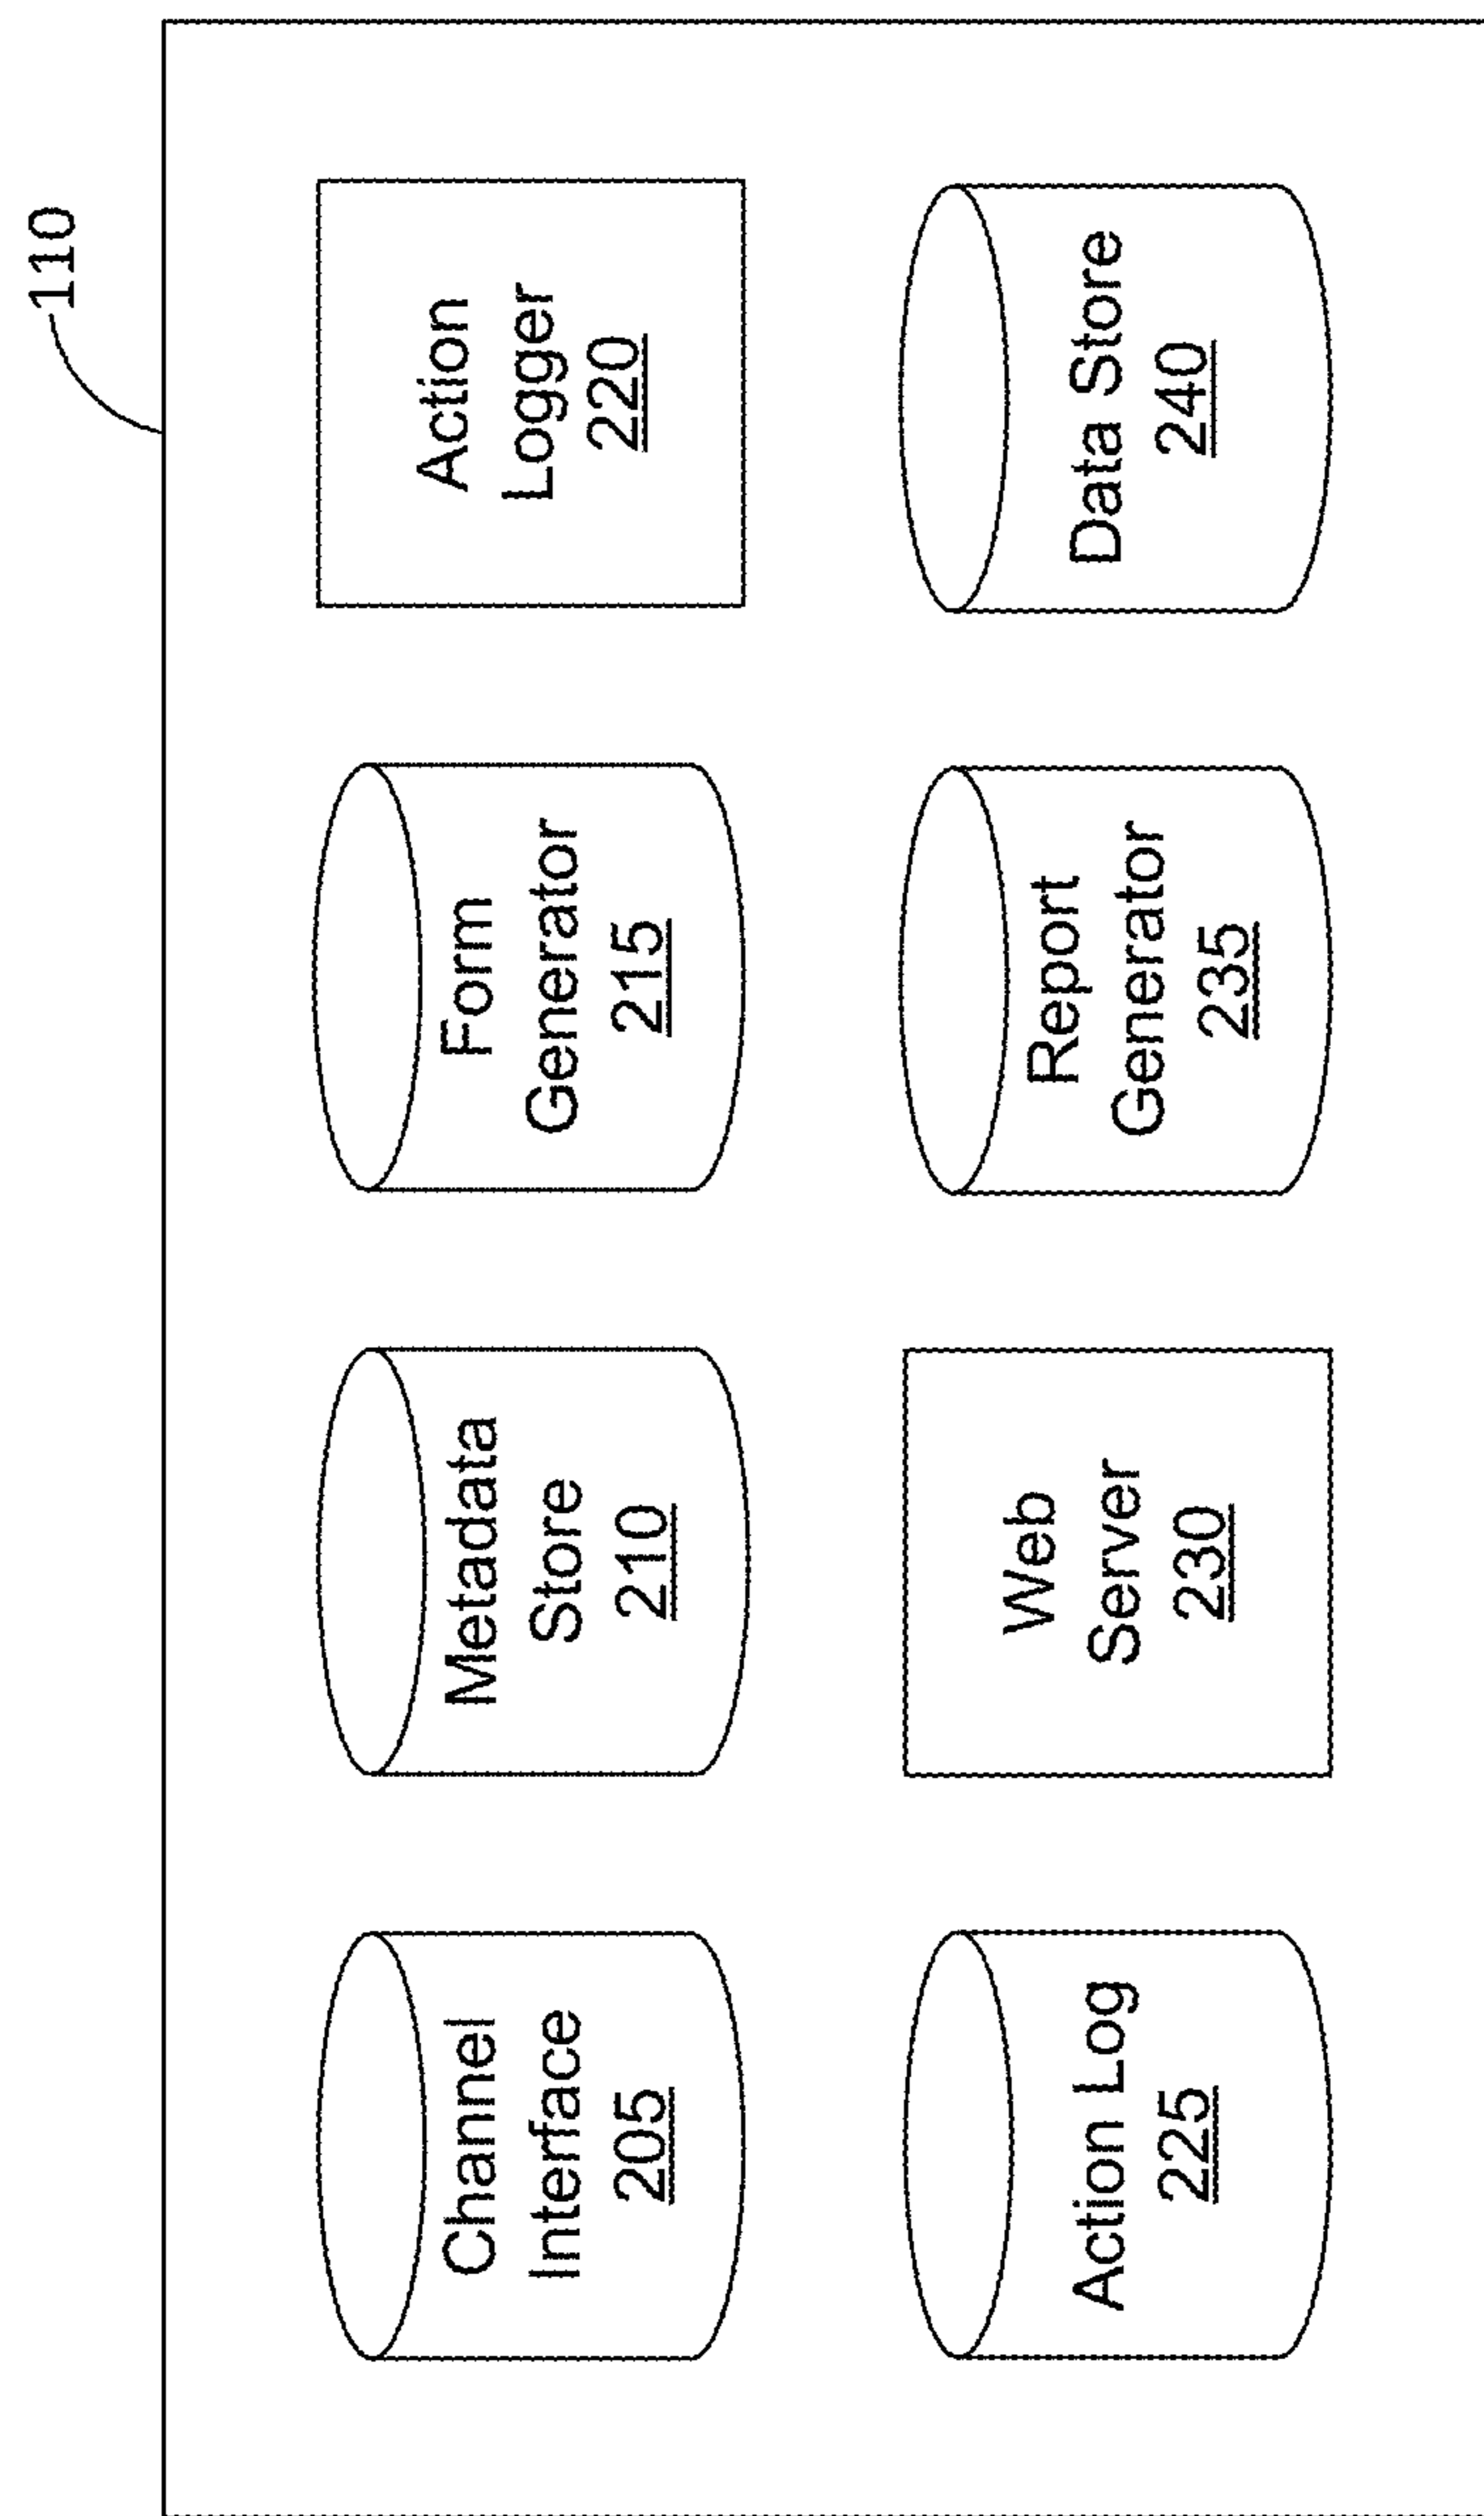 110
Channel
Interface
205
Metadata
Store
210
Form
Generator
215
Action
Logger
220
Action Log
225
Web
Server
230
Report
Generator
235
Data Store
240